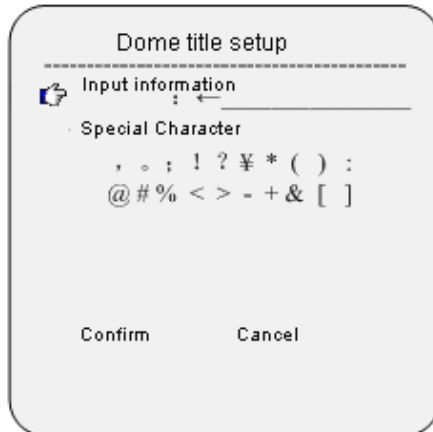 Dome title setup
Input information
: ←
Special Character
, 。 ; ! ? ¥ * ( ) :
@ # % < > - + & [ ]
Confirm Cancel